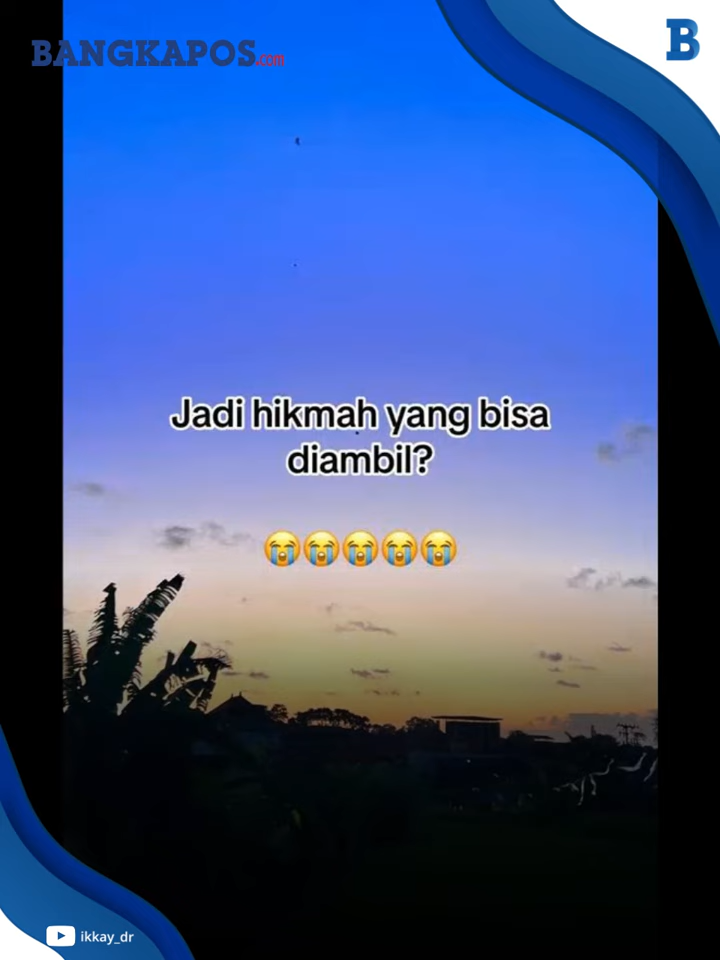 BANGKAPOS.com
B
Jadi hikmah yang bisa
diambil?
😭😭😭😭😭
ikkay_dr